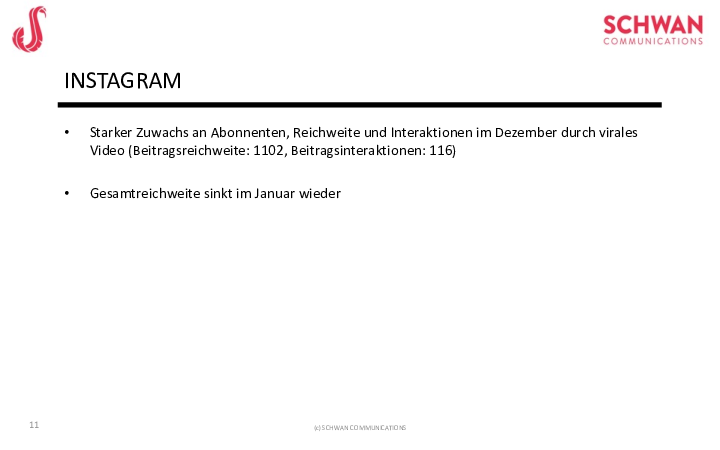 SCHWAN
COMMUNICATIONS
INSTAGRAM
• Starker Zuwachs an Abonnenten, Reichweite und Interaktionen im Dezember durch virales
Video (Beitragsreichweite: 1102, Beitragsinteraktionen: 116)
• Gesamtreichweite sinkt im Januar wieder
11
(c) SCHWAN COMMUNICATIONS